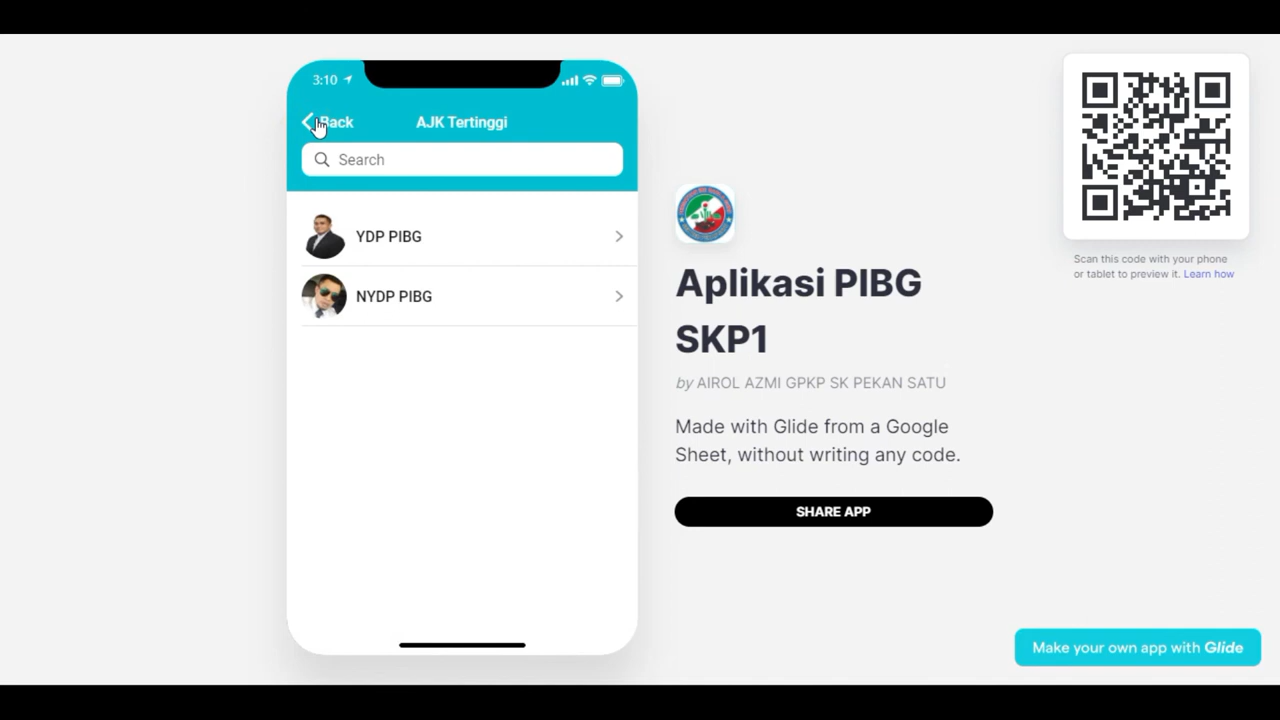 3:10
Back
AJK Tertinggi
Search
YDP PIBG
NYDP PIBG
Aplikasi PIBG
SKP1
by AIROL AZMI GPKP SK PEKAN SATU
Made with Glide from a Google
Sheet, without writing any code.
SHARE APP
Scan this code with your phone
or tablet to preview it. Learn how
Make your own app with Glide